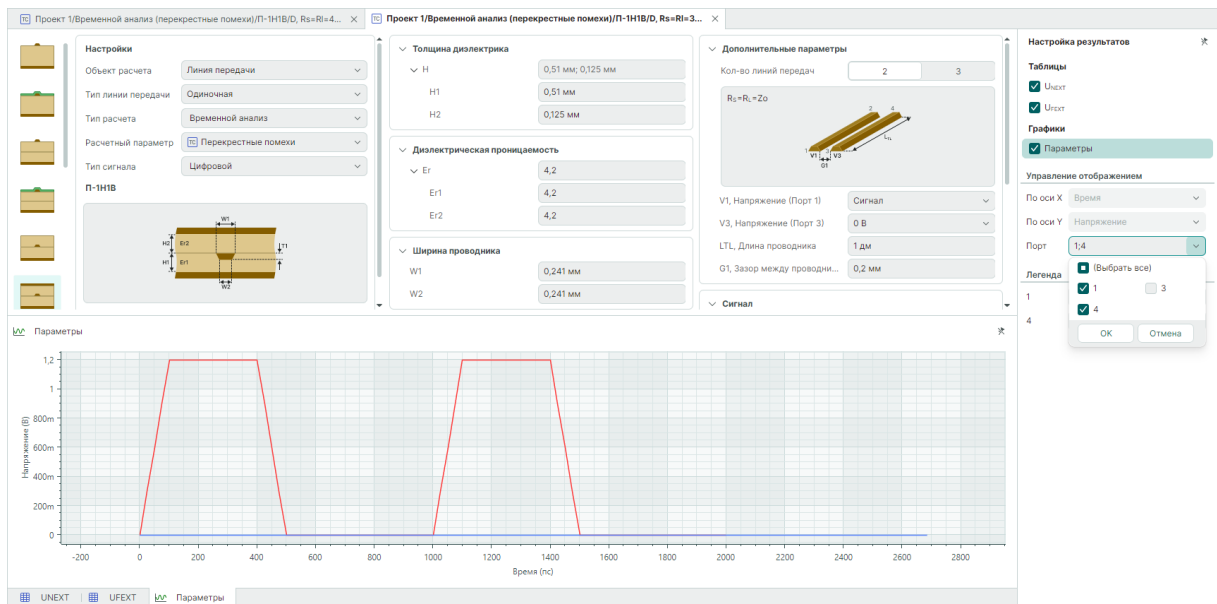 Проект 1/Временной анализ (перекрестные помехи)/П-1Н1В/D, Rs=Rl=4...
Проект 1/Временной анализ (перекрестные помехи)/П-1Н1В/D, Rs=Rl=3...
Настройки
Объект расчета Линия передачи
Тип линии передачи Одиночная
Тип расчета Временной анализ
Расчетный параметр TC Перекрестные помехи
Тип сигнала Цифровой
П-1Н1В
W1
H2 Er2 T1
H1 Er1
W2
Толщина диэлектрика
H 0,51 мм; 0,125 мм
H1 0,51 мм
H2 0,125 мм
Диэлектрическая проницаемость
Er 4,2
Er1 4,2
Er2 4,2
Ширина проводника
W1 0,241 мм
W2 0,241 мм
Дополнительные параметры
Кол-во линий передач 2 3
Rs=RL=Zo
2 4
LTL
1 3
V1 V3
G1
V1, Напряжение (Порт 1) Сигнал
V3, Напряжение (Порт 3) 0 В
LTL, Длина проводника 1 дм
G1, Зазор между проводни... 0,2 мм
Сигнал
Настройка результатов
Таблицы
UNEXT
UFEXT
Графики
Параметры
Управление отображением
По оси X Время
По оси Y Напряжение
Порт 1;4
(Выбрать все)
1 3
4
OK Отмена
Легенда
1
4
Параметры
Напряжение (В)
1,2
1
800m
600m
400m
200m
0
-200 0 200 400 600 800 1000 1200 1400 1600 1800 2000 2200 2400 2600 2800
Время (пс)
UNEXT UFEXT Параметры